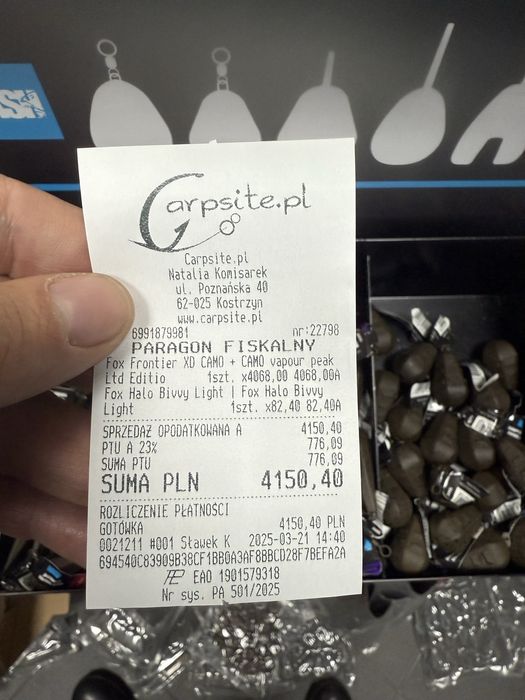 Carpsite.pl
Carpsite.pl
Natalia Komisarek
ul. Poznańska 40
62-025 Kostrzyn
www.carpsite.pl
6991879981 nr:22798
PARAGON FISKALNY
Fox Frontier XD CAMO + CAMO vapour peak
Ltd Editio 1szt. x4068,00 4068,00A
Fox Halo Bivvy Light | Fox Halo Bivvy
Light 1szt. x82,40 82,40A
SPRZEDAŻ OPODATKOWANA A 4150,40
PTU A 23% 776,09
SUMA PTU 776,09
SUMA PLN 4150,40
ROZLICZENIE PŁATNOŚCI
GOTÓWKA 4150,40 PLN
0021211 #001 Sławek K 2025-03-21 14:40
694540C83909B38CF1BB0A3AF8BBCD28F7BEFA2A
EAO 1901579318
Nr sys. PA 501/2025